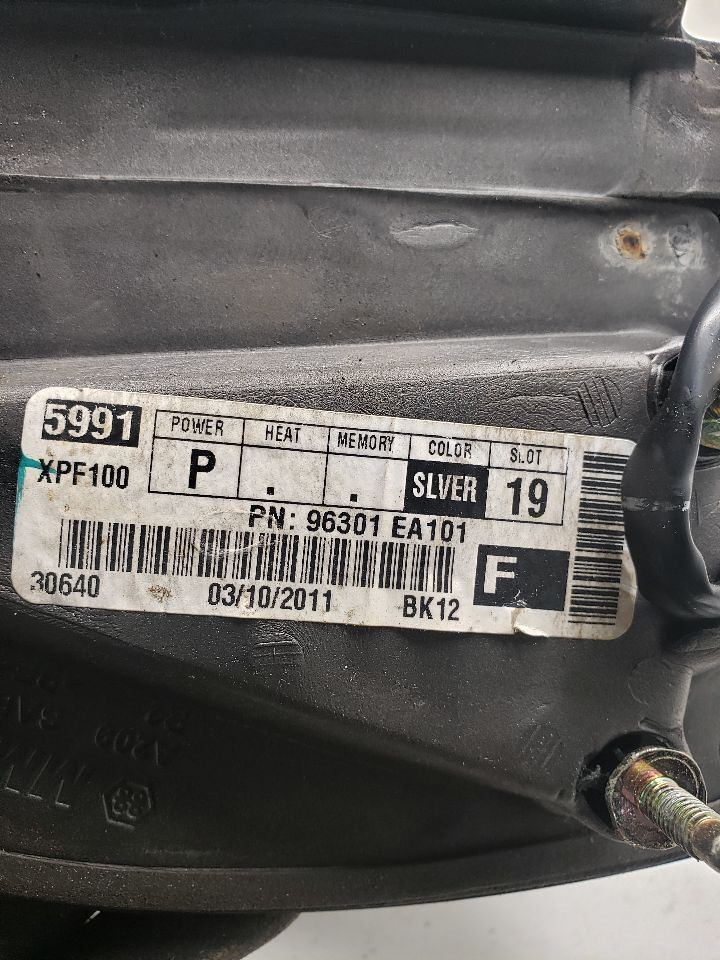 5991 POWER HEAT MEMORY COLOR SLOT
XPF100 P . . SLVER 19
PN: 96301 EA101
F
30640 03/10/2011 BK12